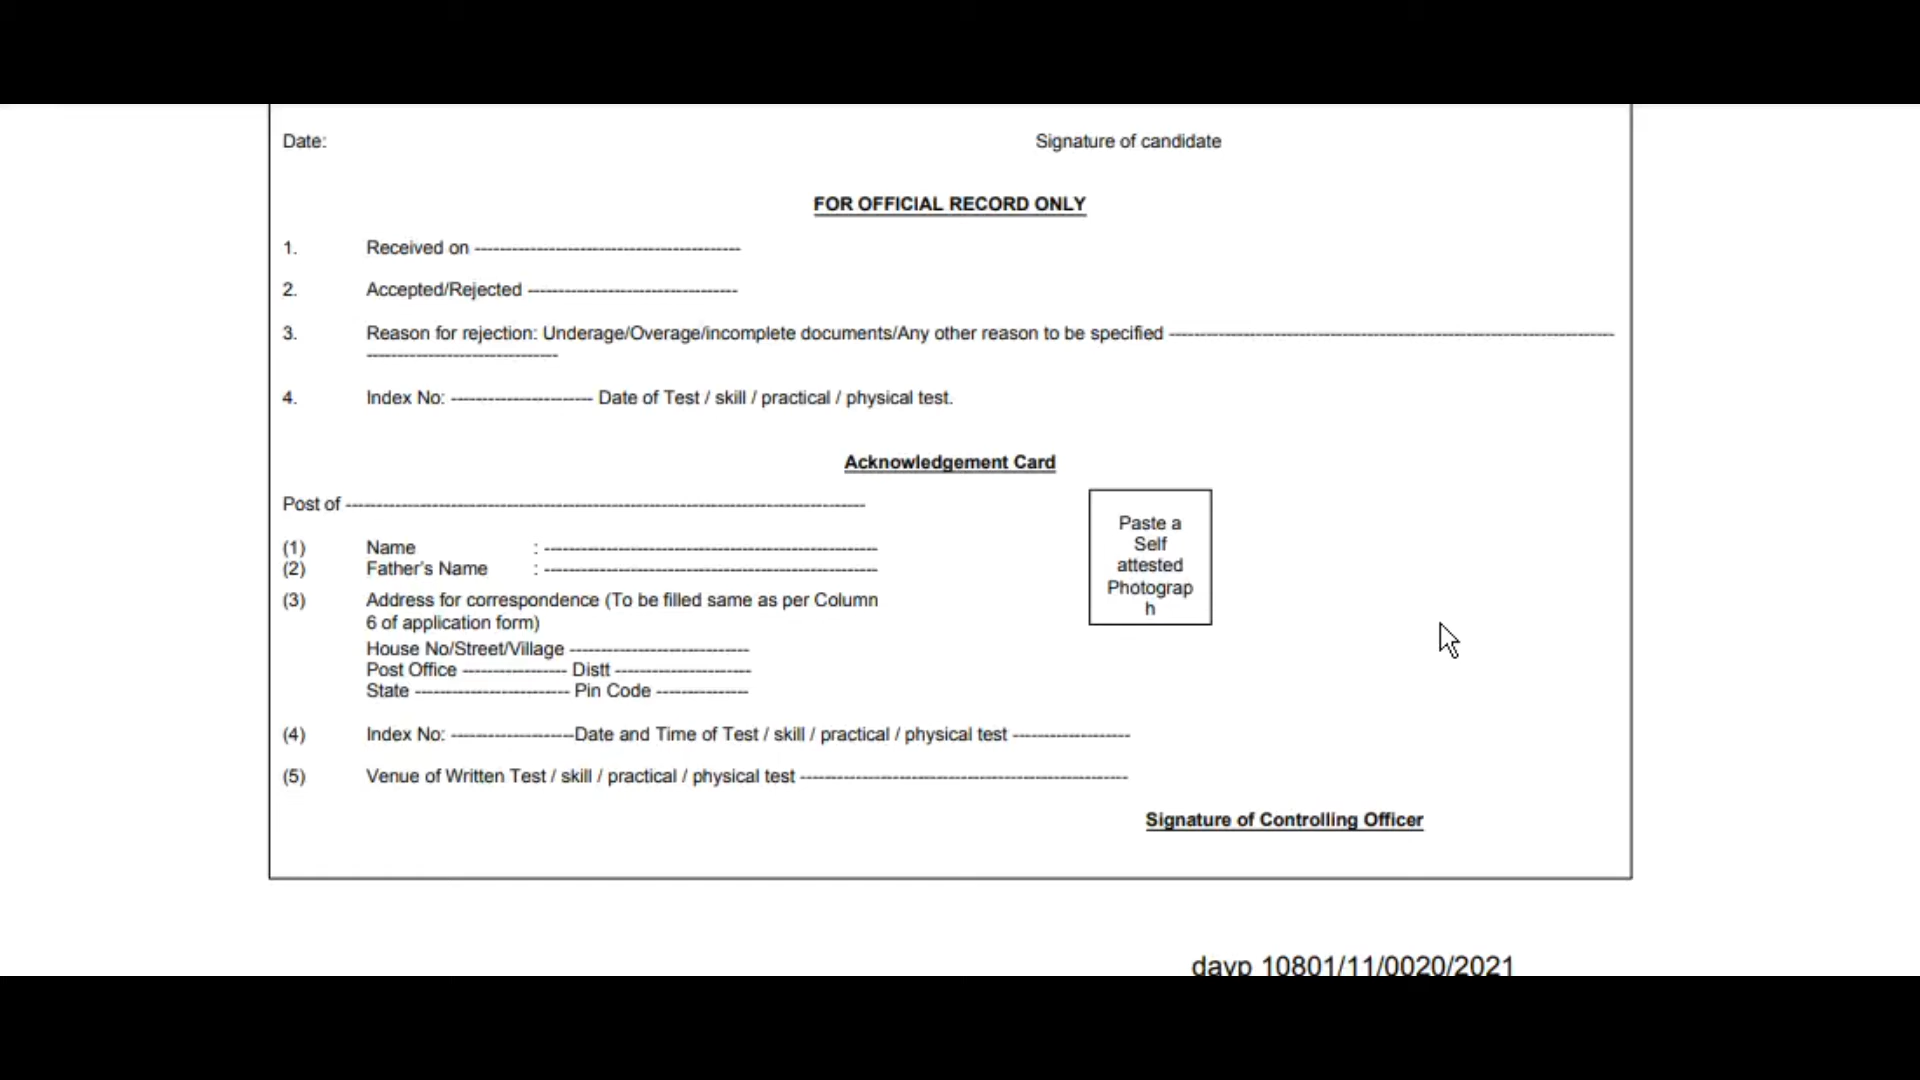 Date: Signature of candidate
FOR OFFICIAL RECORD ONLY
1. Received on ----------------------------------------
2. Accepted/Rejected --------------------------------
3. Reason for rejection: Underage/Overage/incomplete documents/Any other reason to be specified --------------------------------------------------------------------
-----------------------------
4. Index No: ---------------------- Date of Test / skill / practical / physical test.
Acknowledgement Card
Post of --------------------------------------------------------------------------------
(1) Name : ---------------------------------------------------
(2) Father's Name : ---------------------------------------------------
(3) Address for correspondence (To be filled same as per Column
6 of application form)
House No/Street/Village ----------------------------
Post Office ---------------- Distt ---------------------
State ------------------------ Pin Code --------------
Paste a
Self
attested
Photograp
h
(4) Index No: -------------------Date and Time of Test / skill / practical / physical test ------------------
(5) Venue of Written Test / skill / practical / physical test --------------------------------------------------
Signature of Controlling Officer
davp 10801/11/0020/2021